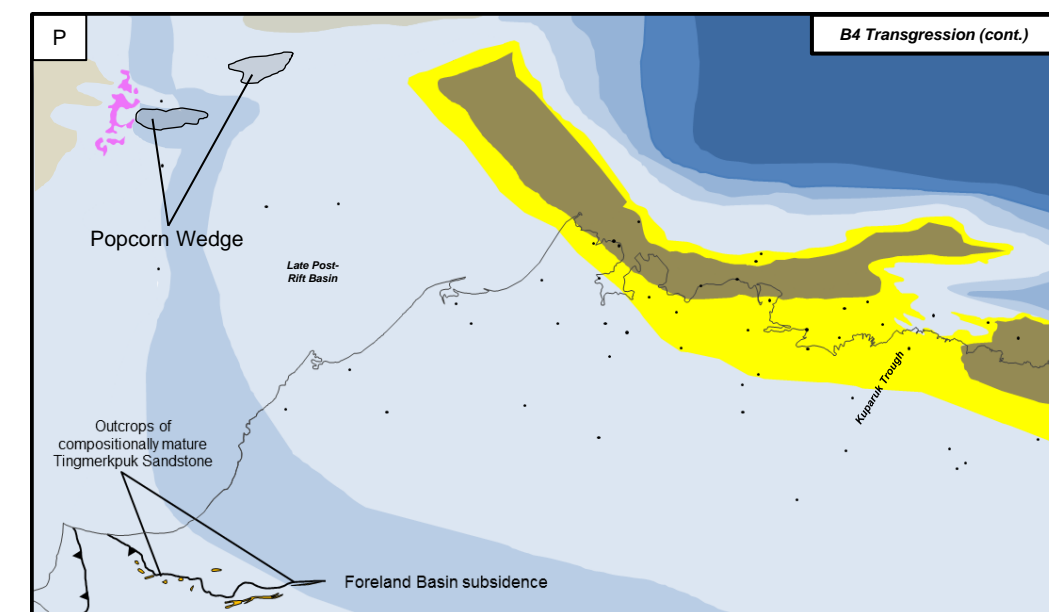 P
B4 Transgression (cont.)
Popcorn Wedge
Late Post-
Rift Basin
Kuparuk Trough
Outcrops of
compositionally mature
Tingmerkpuk Sandstone
Foreland Basin subsidence